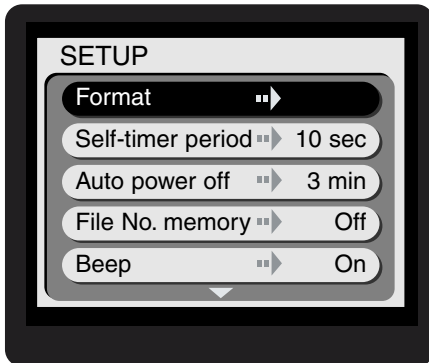 SETUP
Format
Self-timer period 10 sec
Auto power off 3 min
File No. memory Off
Beep On